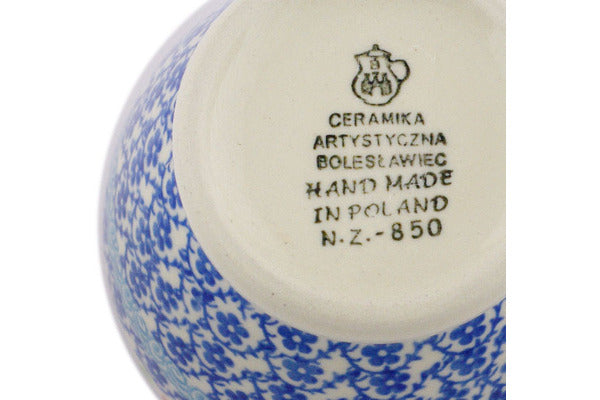 CERAMIKA
ARTYSTYCZNA
BOLESŁAWIEC
HAND MADE
IN POLAND
N.Z.-850